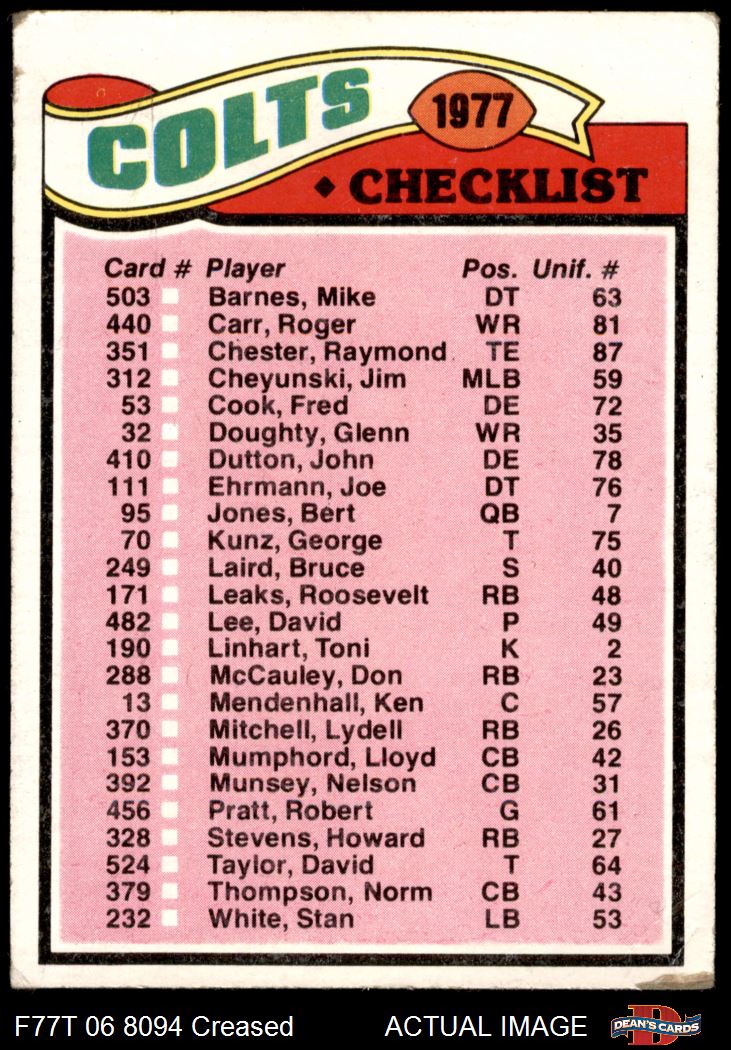 COLTS
1977
♦ CHECKLIST
Card # Player Pos. Unif. #
503 Barnes, Mike DT 63
440 Carr, Roger WR 81
351 Chester, Raymond TE 87
312 Cheyunski, Jim MLB 59
53 Cook, Fred DE 72
32 Doughty, Glenn WR 35
410 Dutton, John DE 78
111 Ehrmann, Joe DT 76
95 Jones, Bert QB 7
70 Kunz, George T 75
249 Laird, Bruce S 40
171 Leaks, Roosevelt RB 48
482 Lee, David P 49
190 Linhart, Toni K 2
288 McCauley, Don RB 23
13 Mendenhall, Ken C 57
370 Mitchell, Lydell RB 26
153 Mumphord, Lloyd CB 42
392 Munsey, Nelson CB 31
456 Pratt, Robert G 61
328 Stevens, Howard RB 27
524 Taylor, David T 64
379 Thompson, Norm CB 43
232 White, Stan LB 53
F77T 06 8094 Creased ACTUAL IMAGE
D
DEAN'S CARDS